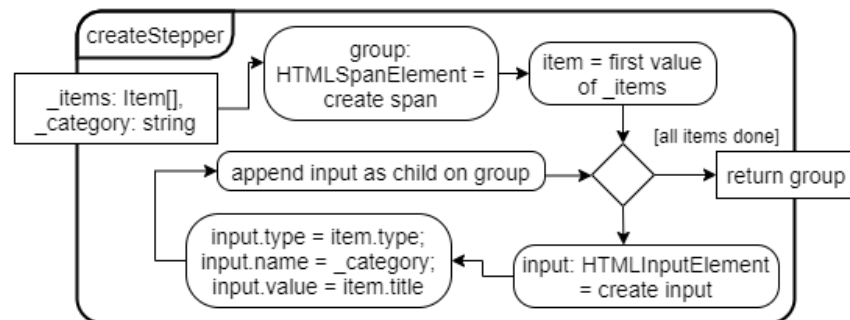 createStepper
_items: Item[],
_category: string
group:
HTMLSpanElement =
create span
item = first value
of _items
[all items done]
return group
input: HTMLInputElement
= create input
input.type = item.type;
input.name = _category;
input.value = item.title
append input as child on group